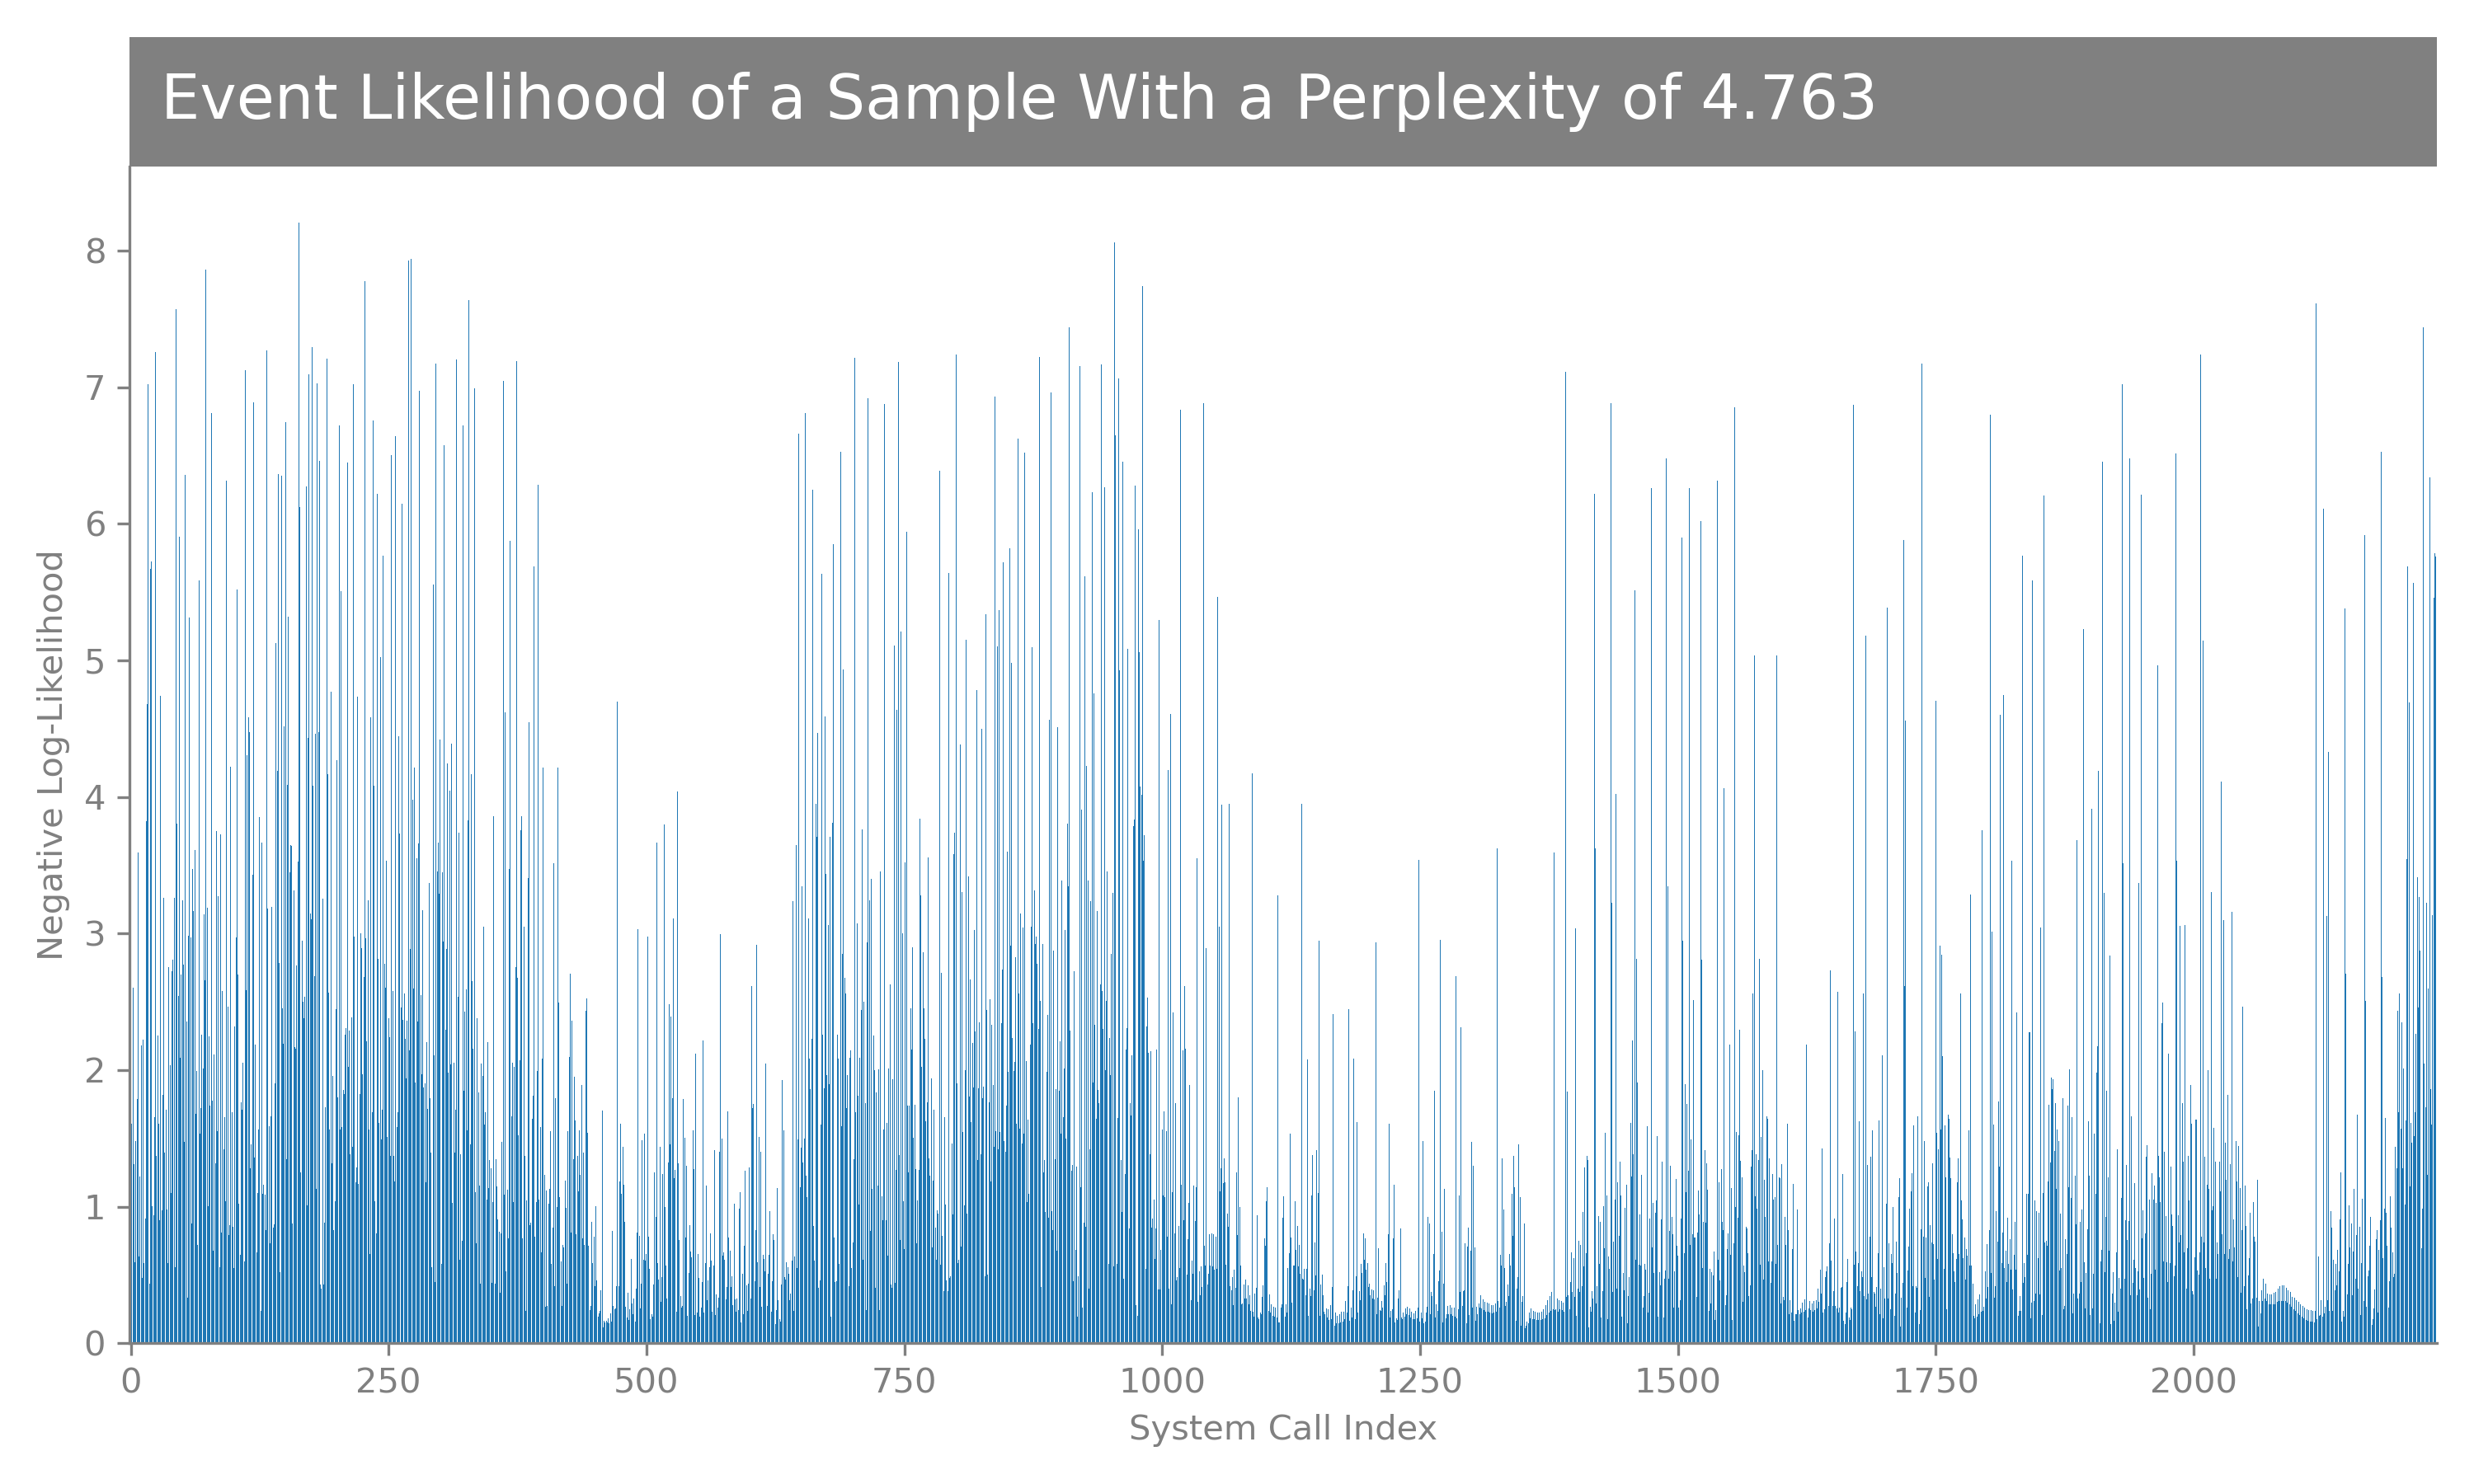 Event Likelihood of a Sample With a Perplexity of 4.763
Negative Log-Likelihood
8
7
6
5
4
3
2
1
0
0 250 500 750 1000 1250 1500 1750 2000
System Call Index